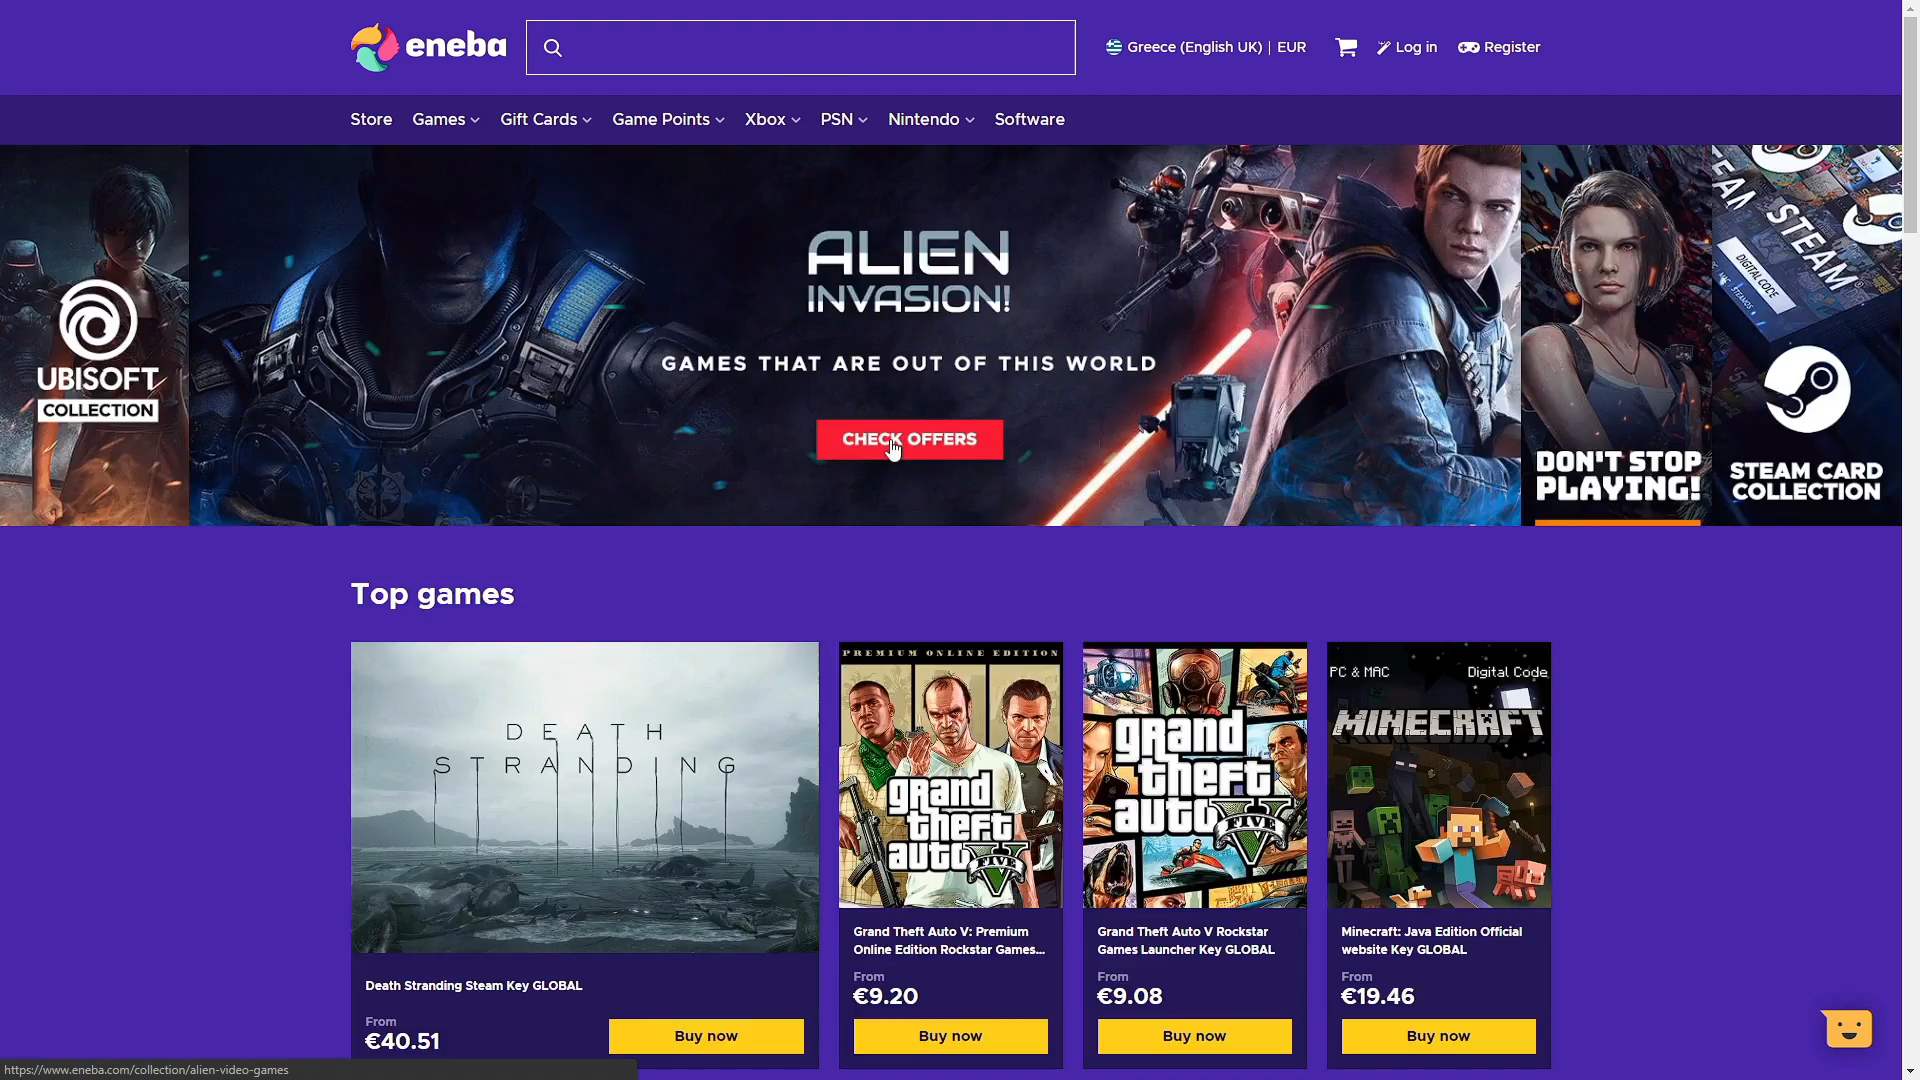 eneba
Greece (English UK) | EUR
Log in
Register
Store
Games
Gift Cards
Game Points
Xbox
PSN
Nintendo
Software
UBISOFT
COLLECTION
ALIEN
INVASION!
GAMES THAT ARE OUT OF THIS WORLD
CHECK OFFERS
DON'T STOP
PLAYING!
STEAM
DIGITAL CODE
STEAM CARD
COLLECTION
Top games
DEATH
STRANDING
Death Stranding Steam Key GLOBAL
From
€40.51
Buy now
PREMIUM ONLINE EDITION
grand
theft
auto
V
FIVE
Grand Theft Auto V: Premium
Online Edition Rockstar Games...
From
€9.20
Buy now
grand
theft
auto
V
FIVE
Grand Theft Auto V Rockstar
Games Launcher Key GLOBAL
From
€9.08
Buy now
PC & MAC
Digital Code
MINECRAFT
Minecraft: Java Edition Official
website Key GLOBAL
From
€19.46
Buy now
https://www.eneba.com/collection/alien-video-games